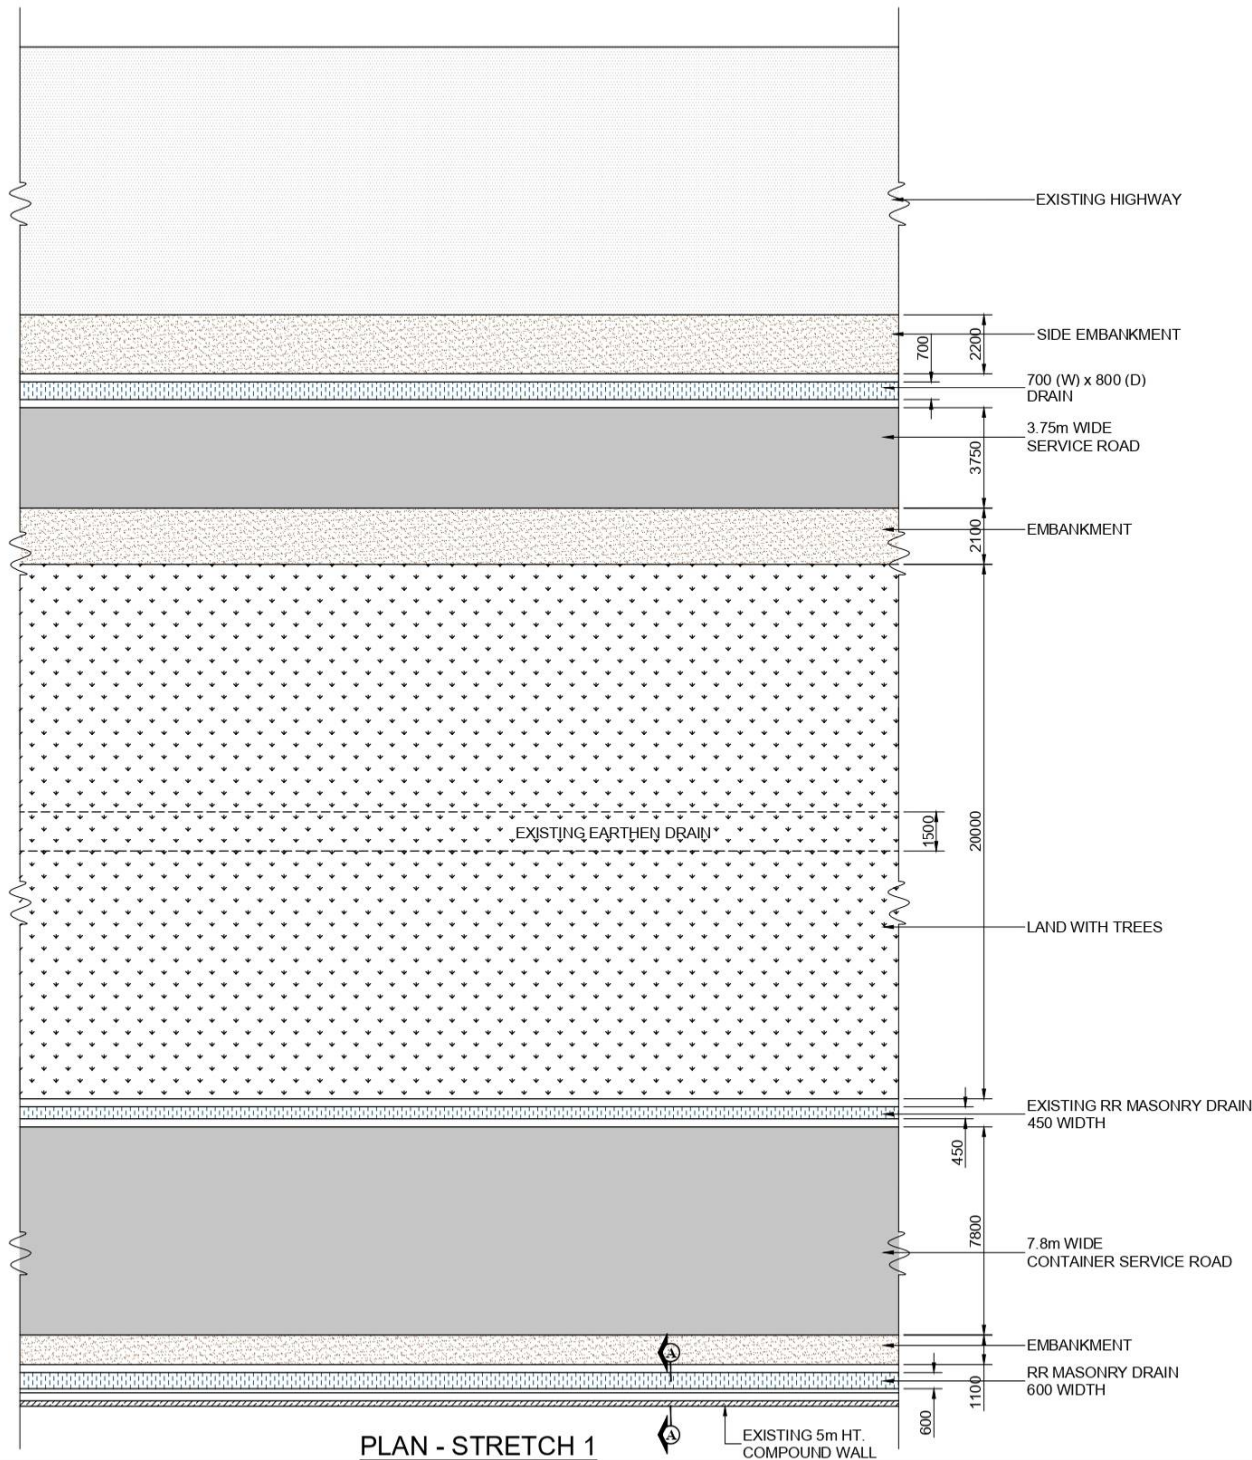 EXISTING HIGHWAY
SIDE EMBANKMENT
2200
700
700 (W) x 800 (D)
DRAIN
3.75m WIDE
SERVICE ROAD
3750
EMBANKMENT
2100
EXISTING EARTHEN DRAIN
1500
20000
LAND WITH TREES
EXISTING RR MASONRY DRAIN
450 WIDTH
450
7800
7.8m WIDE
CONTAINER SERVICE ROAD
EMBANKMENT
A
1100
RR MASONRY DRAIN
600 WIDTH
600
A
EXISTING 5m HT.
COMPOUND WALL
PLAN - STRETCH 1